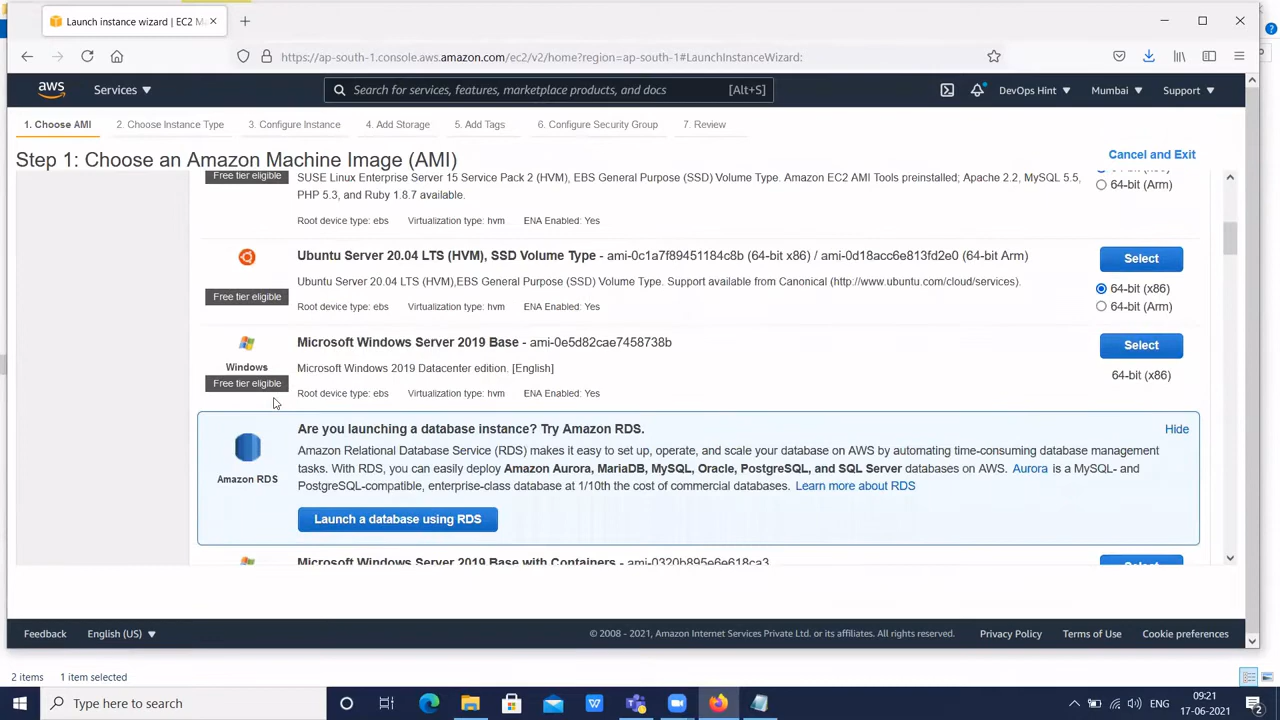 Launch instance wizard | EC2 M
https://ap-south-1.console.aws.amazon.com/ec2/v2/home?region=ap-south-1#LaunchInstanceWizard:
aws
Services
Search for services, features, marketplace products, and docs
[Alt+S]
DevOps Hint
Mumbai
Support
1. Choose AMI
2. Choose Instance Type
3. Configure Instance
4. Add Storage
5. Add Tags
6. Configure Security Group
7. Review
Step 1: Choose an Amazon Machine Image (AMI)
Cancel and Exit
Free tier eligible
SUSE Linux Enterprise Server 15 Service Pack 2 (HVM), EBS General Purpose (SSD) Volume Type. Amazon EC2 AMI Tools preinstalled; Apache 2.2, MySQL 5.5,
PHP 5.3, and Ruby 1.8.7 available.
64-bit (Arm)
Root device type: ebs Virtualization type: hvm ENA Enabled: Yes
Ubuntu Server 20.04 LTS (HVM), SSD Volume Type - ami-0c1a7f89451184c8b (64-bit x86) / ami-0d18acc6e813fd2e0 (64-bit Arm)
Select
Free tier eligible
Ubuntu Server 20.04 LTS (HVM),EBS General Purpose (SSD) Volume Type. Support available from Canonical (http://www.ubuntu.com/cloud/services).
64-bit (x86)
64-bit (Arm)
Root device type: ebs Virtualization type: hvm ENA Enabled: Yes
Microsoft Windows Server 2019 Base - ami-0e5d82cae7458738b
Select
Windows
Free tier eligible
Microsoft Windows 2019 Datacenter edition. [English]
64-bit (x86)
Root device type: ebs Virtualization type: hvm ENA Enabled: Yes
Are you launching a database instance? Try Amazon RDS.
Hide
Amazon RDS
Amazon Relational Database Service (RDS) makes it easy to set up, operate, and scale your database on AWS by automating time-consuming database management
tasks. With RDS, you can easily deploy Amazon Aurora, MariaDB, MySQL, Oracle, PostgreSQL, and SQL Server databases on AWS. Aurora is a MySQL- and
PostgreSQL-compatible, enterprise-class database at 1/10th the cost of commercial databases. Learn more about RDS
Launch a database using RDS
Microsoft Windows Server 2019 Base with Containers - ami-0320b895e6e618ca3
Feedback
English (US)
© 2008 - 2021, Amazon Internet Services Private Ltd. or its affiliates. All rights reserved.
Privacy Policy
Terms of Use
Cookie preferences
2 items
1 item selected
Type here to search
09:21
17-06-2021
2